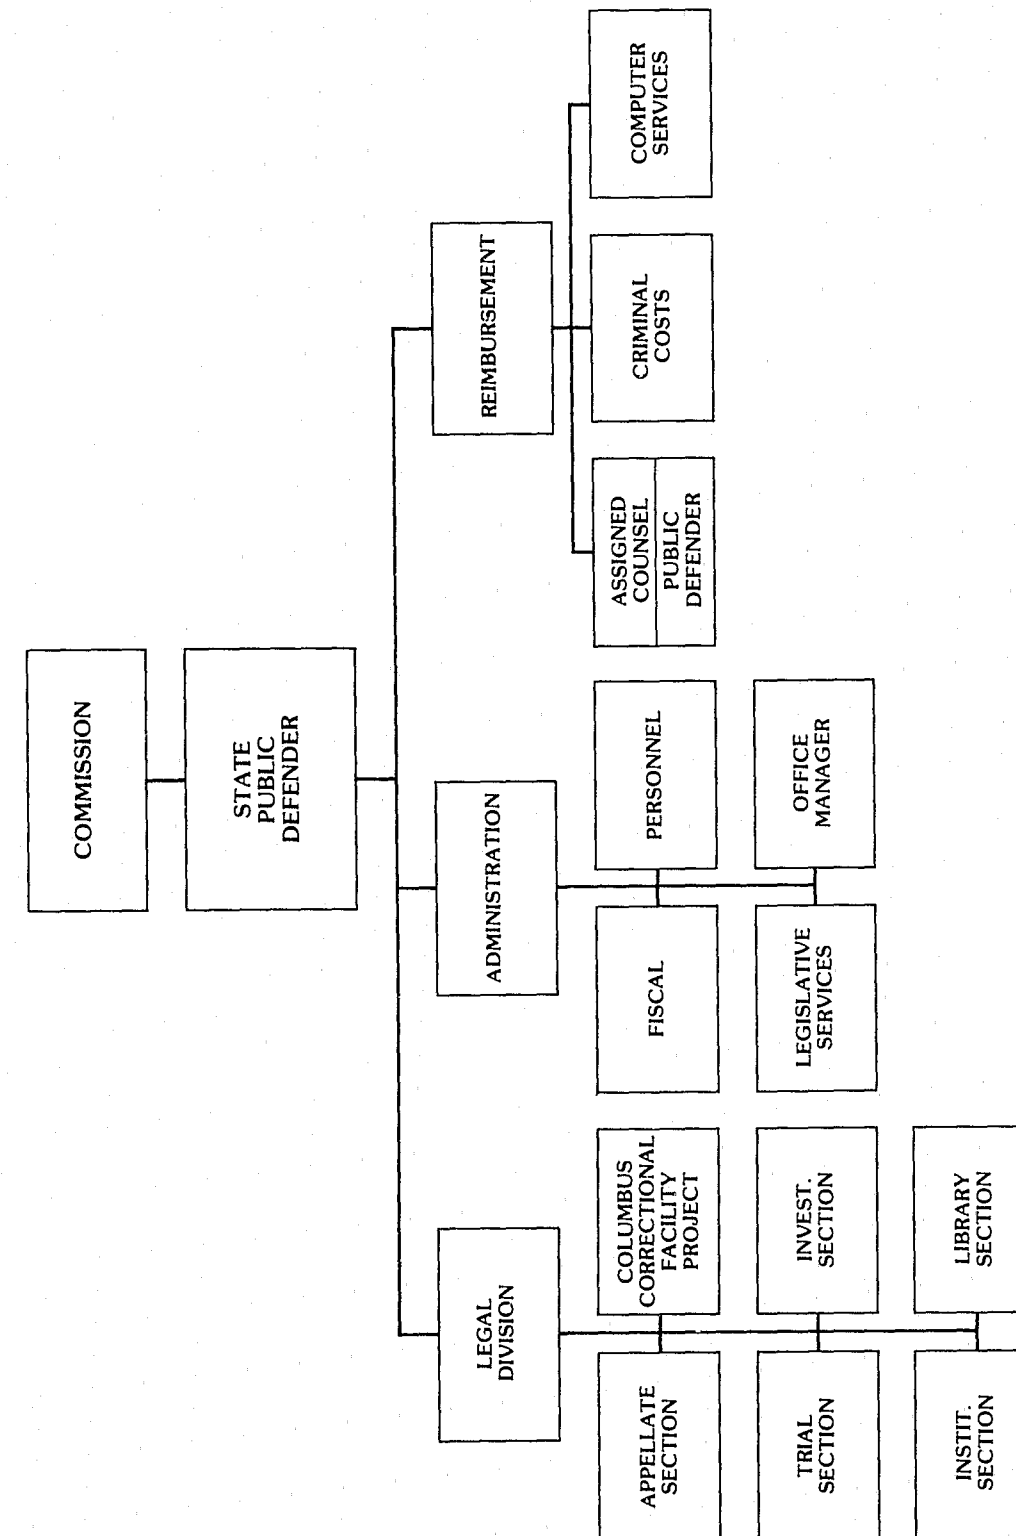 COMMISSION
STATE
PUBLIC
DEFENDER
LEGAL
DIVISION
ADMINISTRATION
REIMBURSEMENT
APPELLATE
SECTION
COLUMBUS
CORRECTIONAL
FACILITY
PROJECT
FISCAL
PERSONNEL
ASSIGNED
COUNSEL
PUBLIC
DEFENDER
CRIMINAL
COSTS
COMPUTER
SERVICES
TRIAL
SECTION
INVEST.
SECTION
LEGISLATIVE
SERVICES
OFFICE
MANAGER
INSTIT.
SECTION
LIBRARY
SECTION